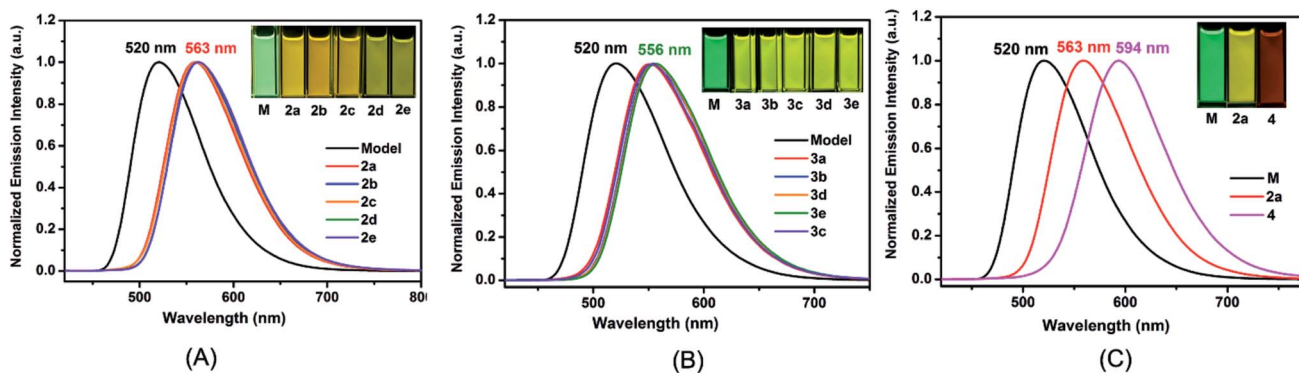 1.2
1.0
0.8
0.6
0.4
0.2
0.0
Normalized Emission Intensity (a.u.)
520 nm 563 nm
M 2a 2b 2c 2d 2e
Model
2a
2b
2c
2d
2e
500 600 700
Wavelength (nm)
(A)
1.2
1.0
0.8
0.6
0.4
0.2
0.0
Normalized Emission Intensity (a.u.)
520 nm 556 nm
M 3a 3b 3c 3d 3e
Model
3a
3b
3d
3e
3c
500 600 700
Wavelength (nm)
(B)
1.2
1.0
0.8
0.6
0.4
0.2
0.0
Normalized Emission Intensity (a.u.)
520 nm 563 nm 594 nm
M 2a 4
M
2a
4
500 600 700
Wavelength (nm)
(C)